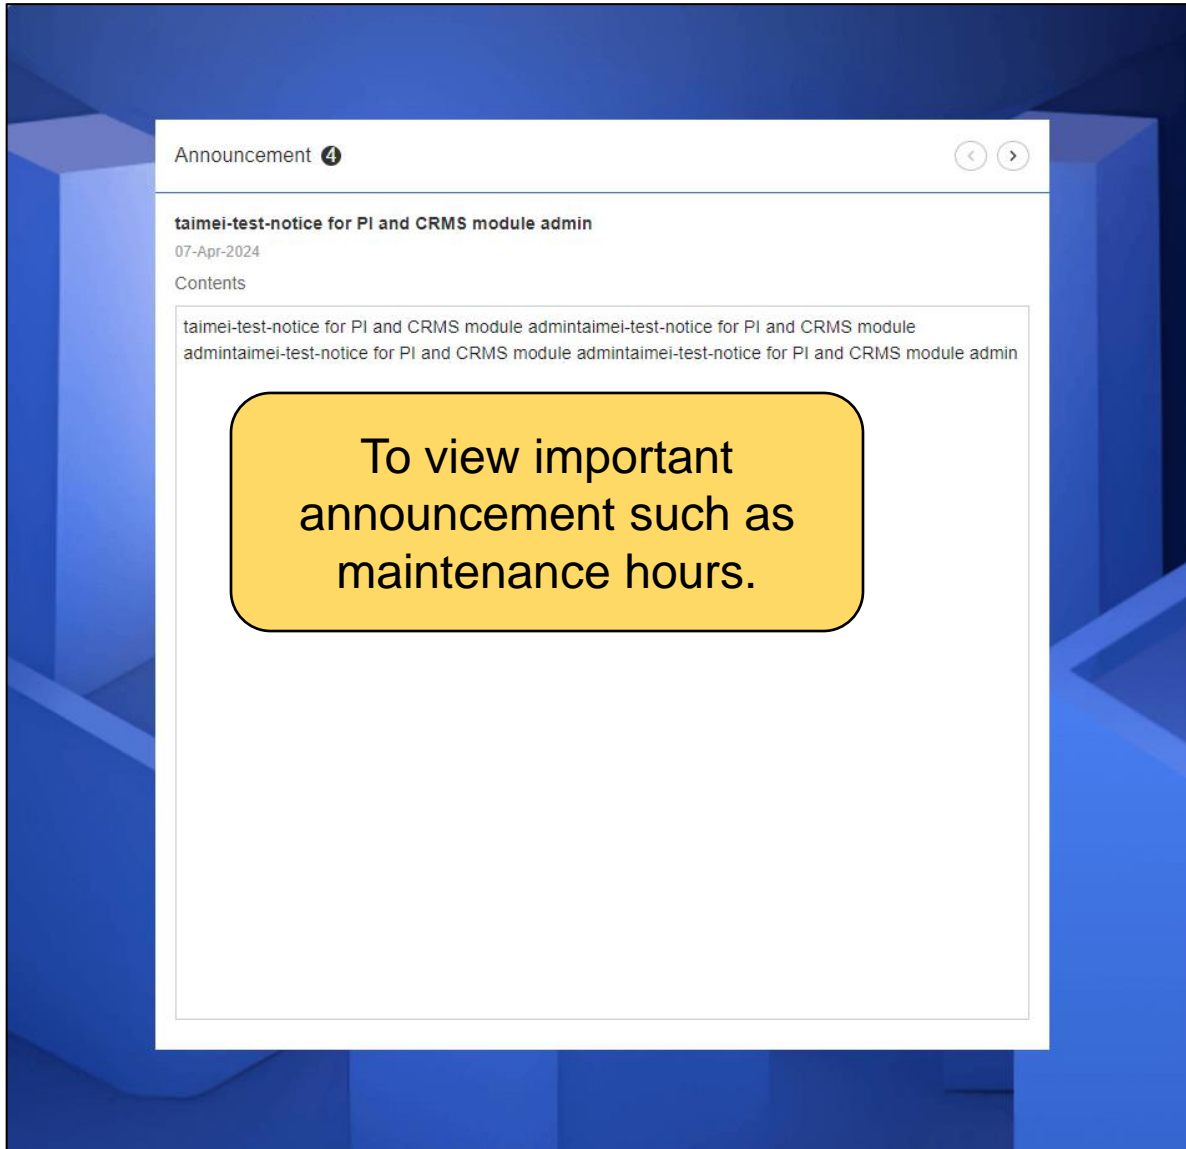 Announcement 4
taimei-test-notice for PI and CRMS module admin
07-Apr-2024
Contents
taimei-test-notice for PI and CRMS module admintaimei-test-notice for PI and CRMS module
admintaimei-test-notice for PI and CRMS module admintaimei-test-notice for PI and CRMS module admin
To view important
announcement such as
maintenance hours.